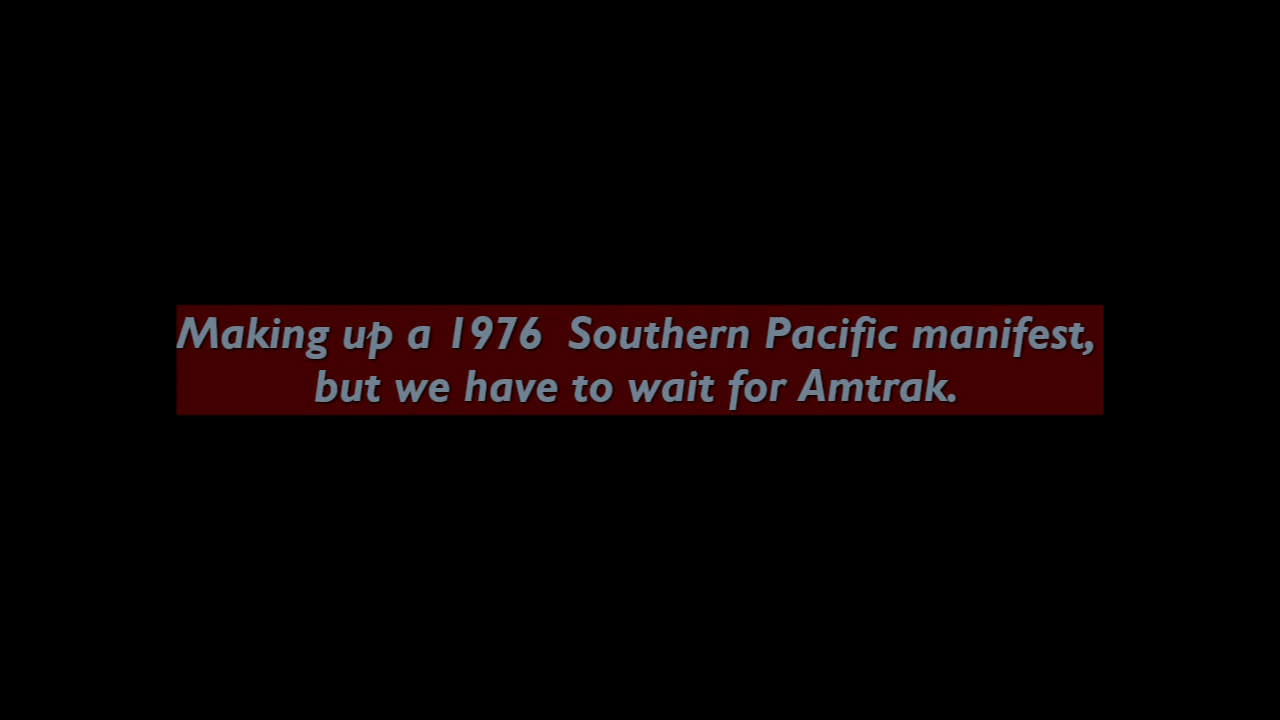 Making up a 1976  Southern Pacific manifest,
but we have to wait for Amtrak.